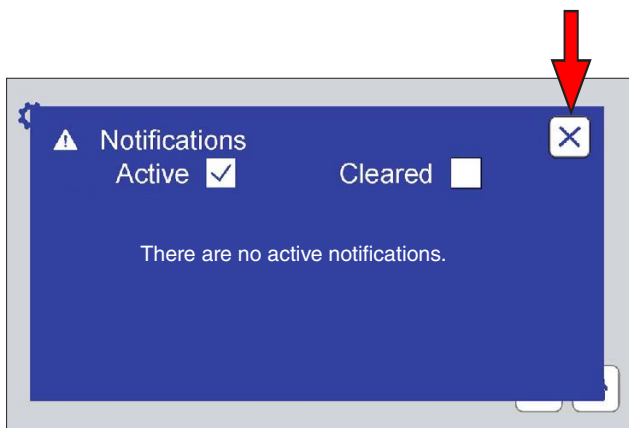 Notifications
Active Cleared
There are no active notifications.